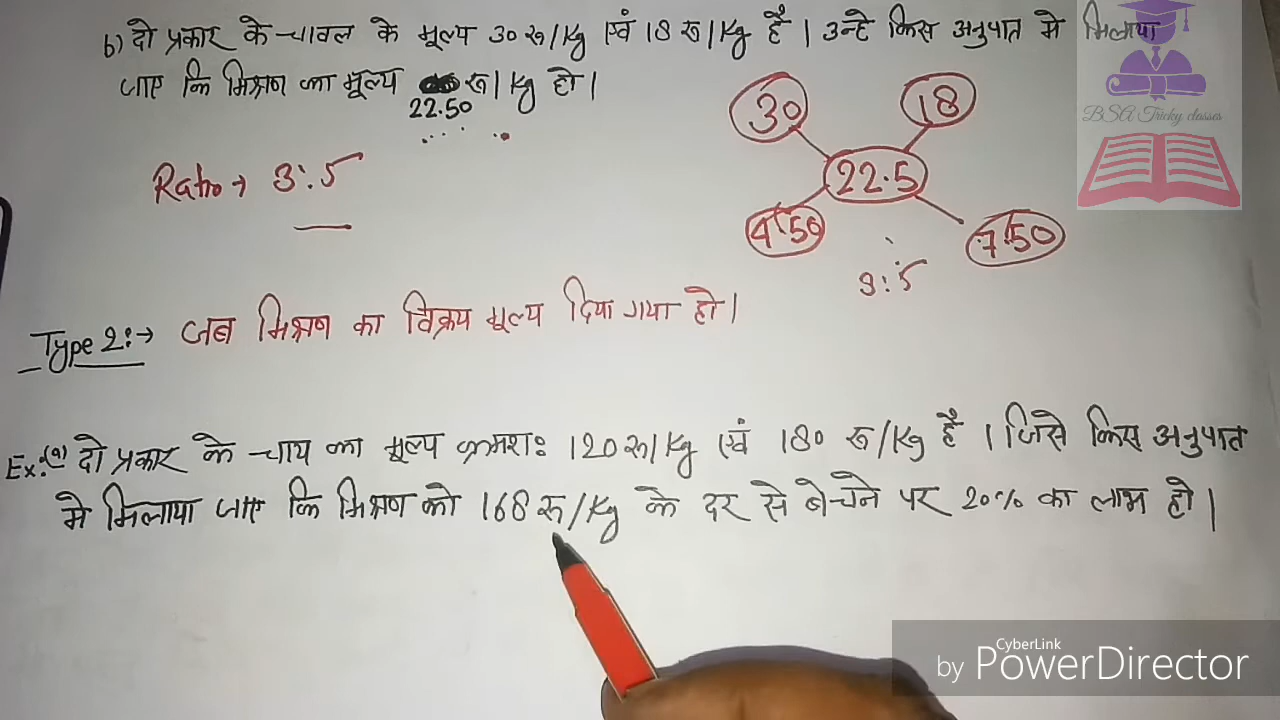 b) दो प्रकार के चावल के मूल्य 30 रू/Kg एवं 18 रू/Kg है। उन्हे किस अनुपात मे मिलाया
जाए कि मिश्रण का मूल्य रू/Kg हो।
22.50
30 18
BSA Tricky classes
22.5
Ratio → 3:5
4.50 7.50
3:5
Type 2:→ जब मिश्रण का विक्रय मूल्य दिया गया हो।
Ex:(a) दो प्रकार के चाय का मूल्य क्रमशः 120 रू/Kg एवं 180 रू/Kg है। जिसे किस अनुपात
मे मिलाया जाए कि मिश्रण को 168 रू/Kg के दर से बेचने पर 20% का लाभ हो।
CyberLink
by PowerDirector